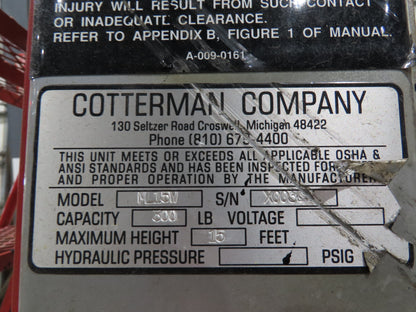 INJURY WILL RESULT FROM SUCH CONTACT
OR INADEQUATE CLEARANCE.
REFER TO APPENDIX B, FIGURE 1 OF MANUAL.
A-009-0161
COTTERMAN COMPANY
130 Seltzer Road Croswell, Michigan 48422
Phone (810) 679-4400
THIS UNIT MEETS OR EXCEEDS ALL APPLICABLE OSHA &
ANSI STANDARDS AND HAS BEEN INSPECTED FOR
AND PROPER OPERATION BY THE MANUFACTURER
MODEL S/N
CAPACITY 300 LB VOLTAGE
MAXIMUM HEIGHT 15 FEET
HYDRAULIC PRESSURE PSIG